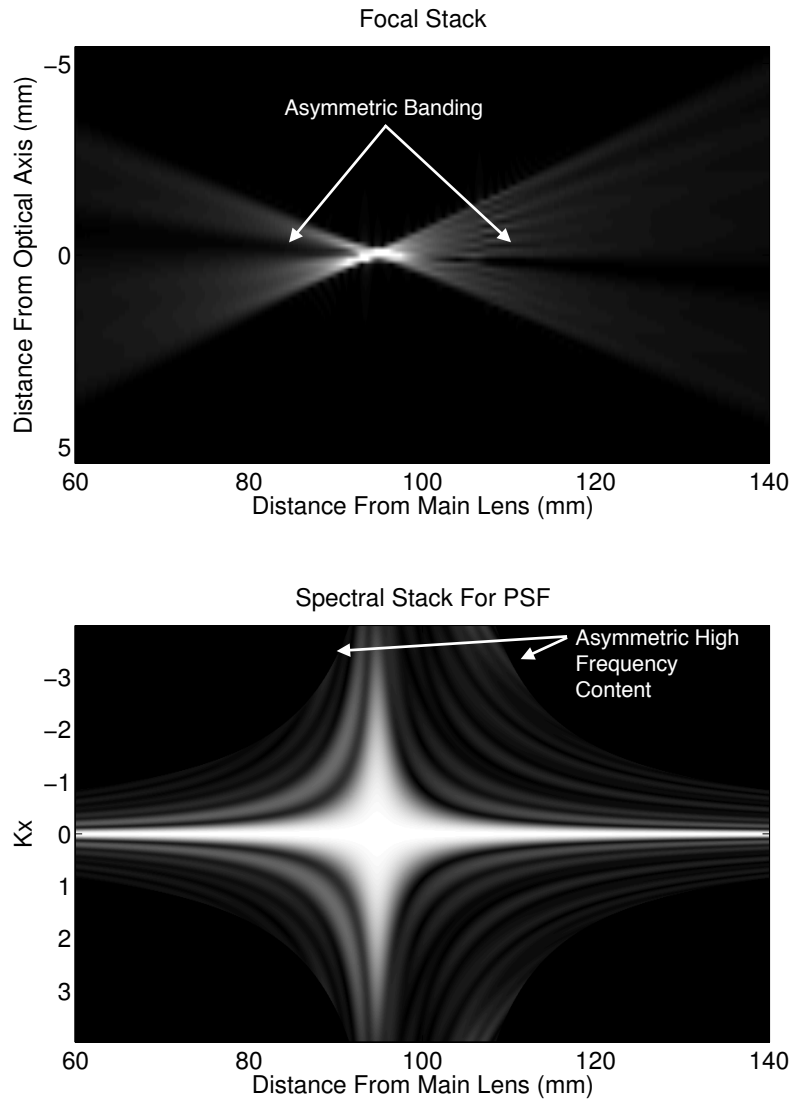 Focal Stack
Distance From Optical Axis (mm)
−5
0
5
Asymmetric Banding
60 80 100 120 140
Distance From Main Lens (mm)
Spectral Stack For PSF
Kx
−3
−2
−1
0
1
2
3
Asymmetric High
Frequency
Content
60 80 100 120 140
Distance From Main Lens (mm)